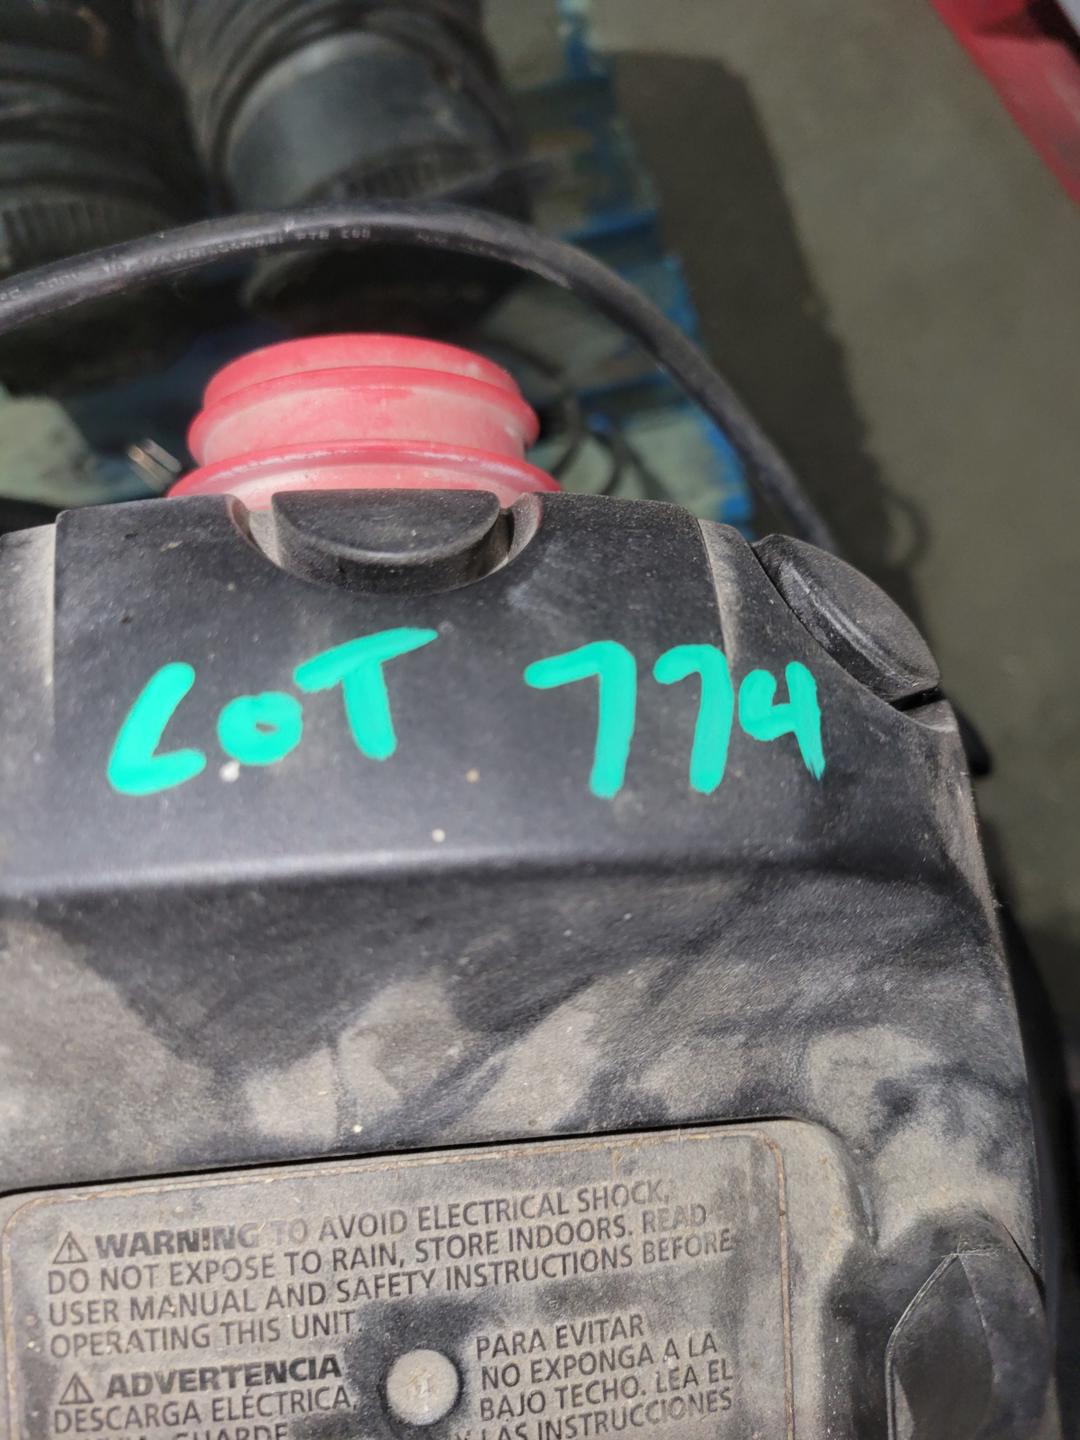 LOT 774
⚠ WARNING TO AVOID ELECTRICAL SHOCK,
DO NOT EXPOSE TO RAIN, STORE INDOORS. READ
USER MANUAL AND SAFETY INSTRUCTIONS BEFORE
OPERATING THIS UNIT.
⚠ ADVERTENCIA
DESCARGA ELÉCTRICA,
GUARDE
PARA EVITAR
NO EXPONGA A LA
BAJO TECHO. LEA EL
Y LAS INSTRUCCIONES